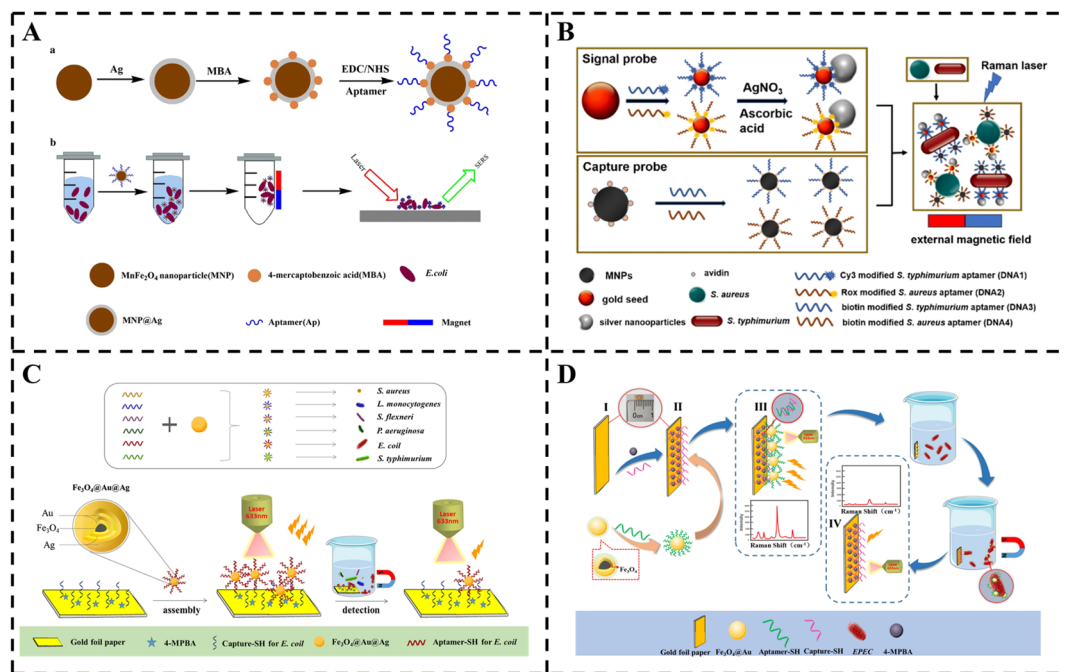 A
a
Ag
MBA
EDC/NHS
Aptamer
b
Laser
SERS
MnFe₂O₄ nanoparticle(MNP)
4-mercaptobenzoic acid(MBA)
E.coli
MNP@Ag
Aptamer(Ap)
Magnet
B
Signal probe
AgNO₃
Ascorbic
acid
Capture probe
Raman laser
external magnetic field
MNPs
avidin
Cy3 modified S. typhimurium aptamer (DNA1)
gold seed
S. aureus
Rox modified S. aureus aptamer (DNA2)
biotin modified S. typhimurium aptamer (DNA3)
silver nanoparticles
S. typhimurium
biotin modified S. aureus aptamer (DNA4)
C
S. aureus
L. monocytogenes
S. flexneri
P. aeruginosa
E. coil
S. typhimurium
Fe₃O₄@Au@Ag
Au
Fe₃O₄
Ag
Laser
633nm
Laser
633nm
assembly
detection
Gold foil paper
4-MPBA
Capture-SH for E. coil
Fe₃O₄@Au@Ag
Aptamer-SH for E. coil
D
I
II
III
0cm 1
Intensity
Raman Shift (cm⁻¹)
Intensity
Raman Shift (cm⁻¹)
IV
Fe₃O₄
Gold foil paper
Fe₃O₄@Au
Aptamer-SH
Capture-SH
EPEC
4-MPBA